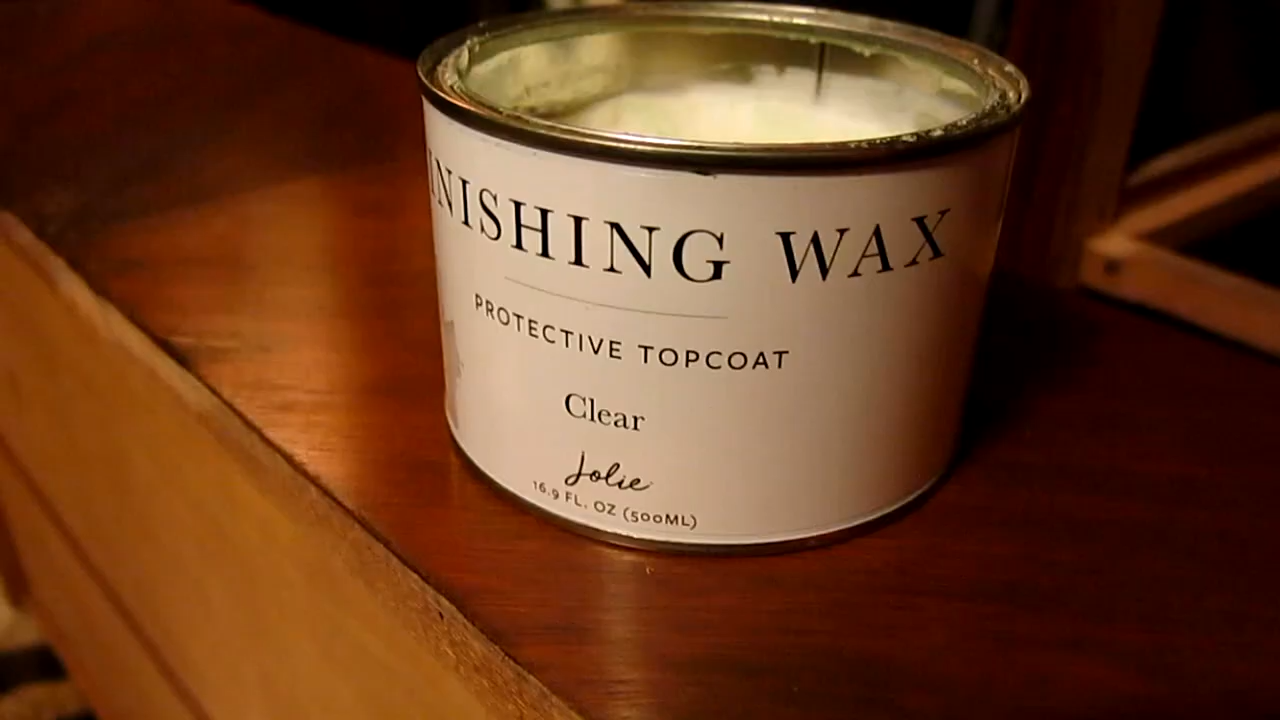 INISHING WAX
PROTECTIVE TOPCOAT
Clear
Jolie
16.9 FL. OZ (500ML)